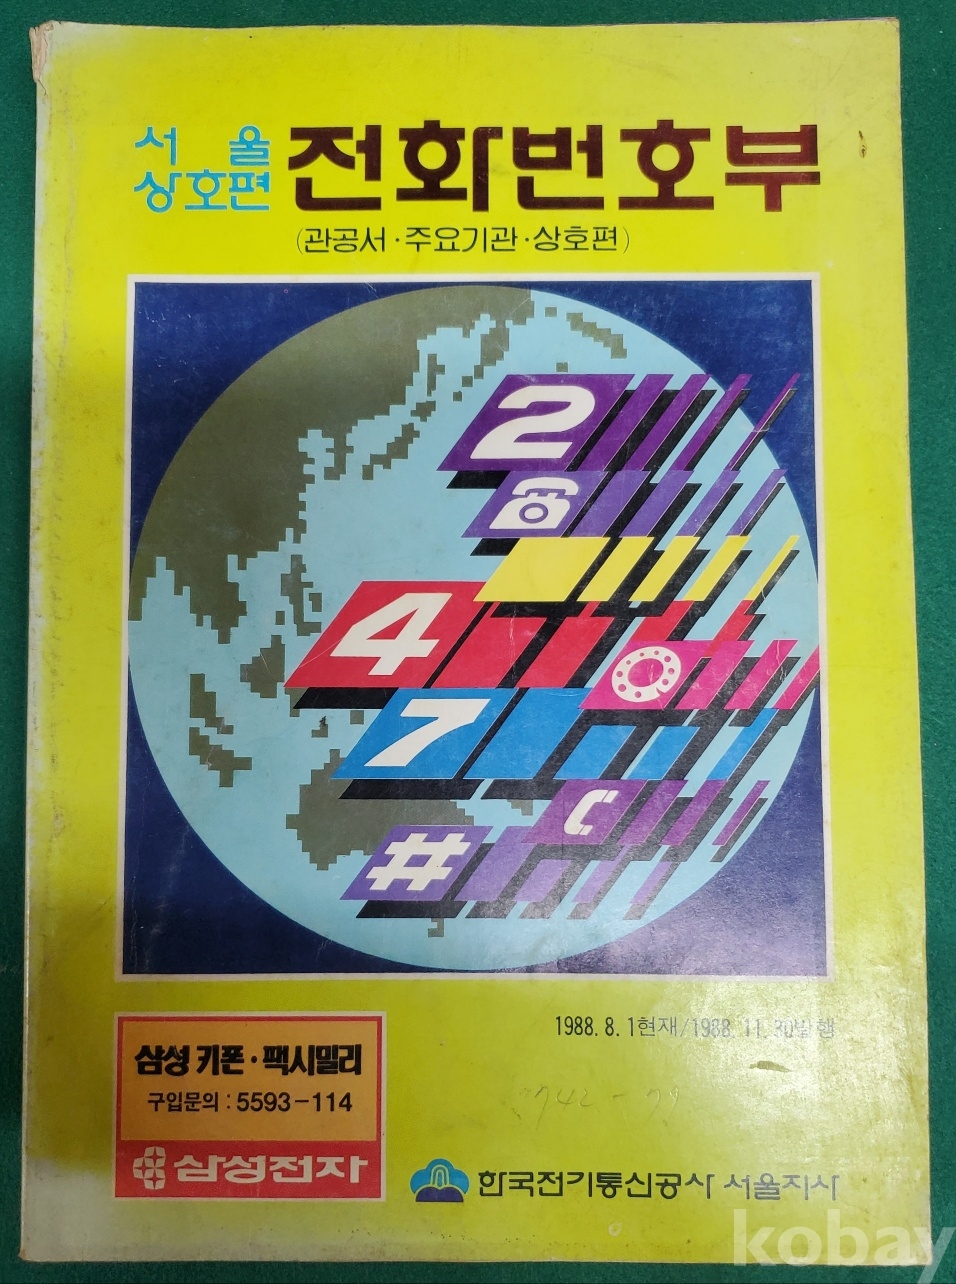 서울
상호편
전화번호부
(관공서·주요기관·상호편)
2
4
7
#
1988. 8. 1현재/1988. 11. 30발행
삼성 키폰·팩시밀리
구입문의 : 5593-114
삼성전자
한국전기통신공사 서울지사
kobay